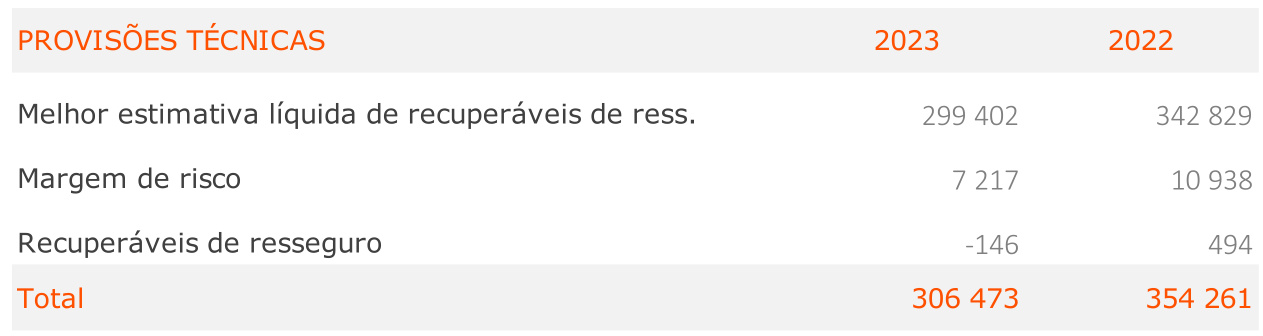 PROVISÕES TÉCNICAS 2023 2022
Melhor estimativa líquida de recuperáveis de ress. 299 402 342 829
Margem de risco 7 217 10 938
Recuperáveis de resseguro -146 494
Total 306 473 354 261